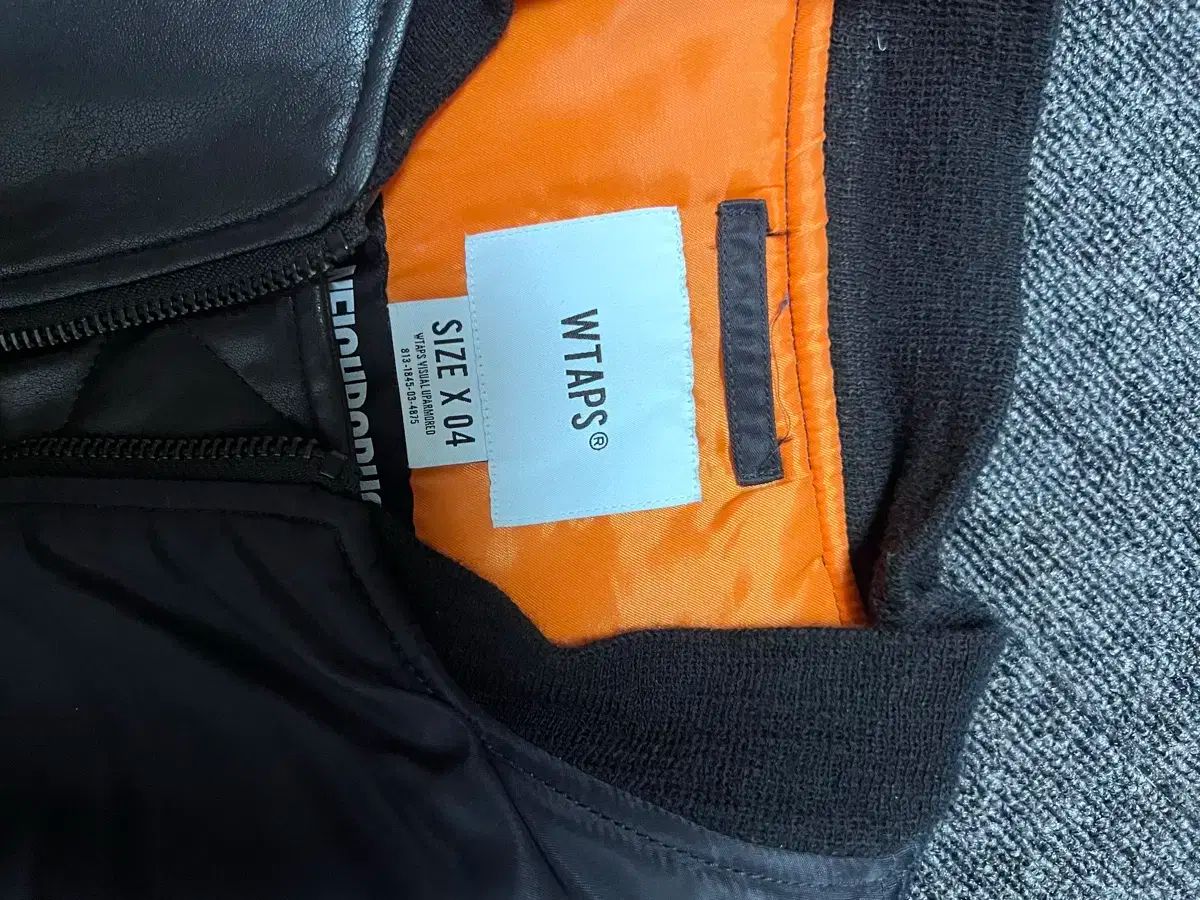 WTAPS®
SIZE X 04
WTAPS VISUAL UPARMORED
813-1845-03-4875